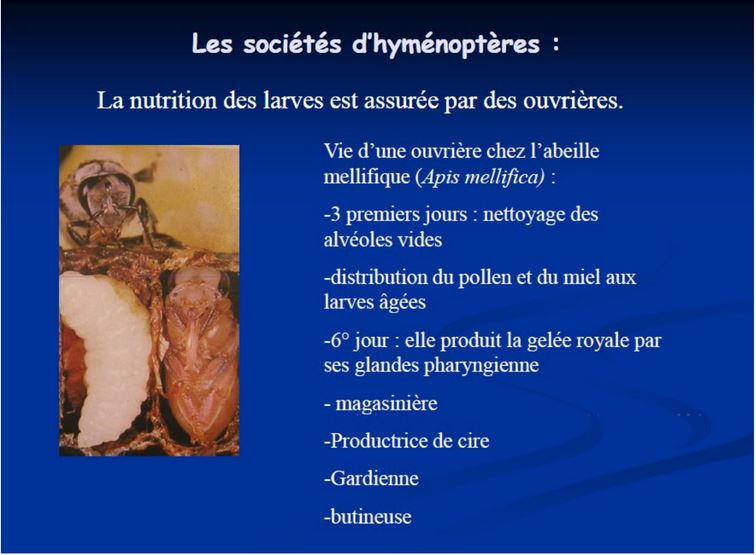 Les sociétés d'hyménoptères :
La nutrition des larves est assurée par des ouvrières.
Vie d'une ouvrière chez l'abeille
mellifique (Apis mellifica) :
-3 premiers jours : nettoyage des
alvéoles vides
-distribution du pollen et du miel aux
larves âgées
-6° jour : elle produit la gelée royale par
ses glandes pharyngienne
- magasinière
-Productrice de cire
-Gardienne
-butineuse